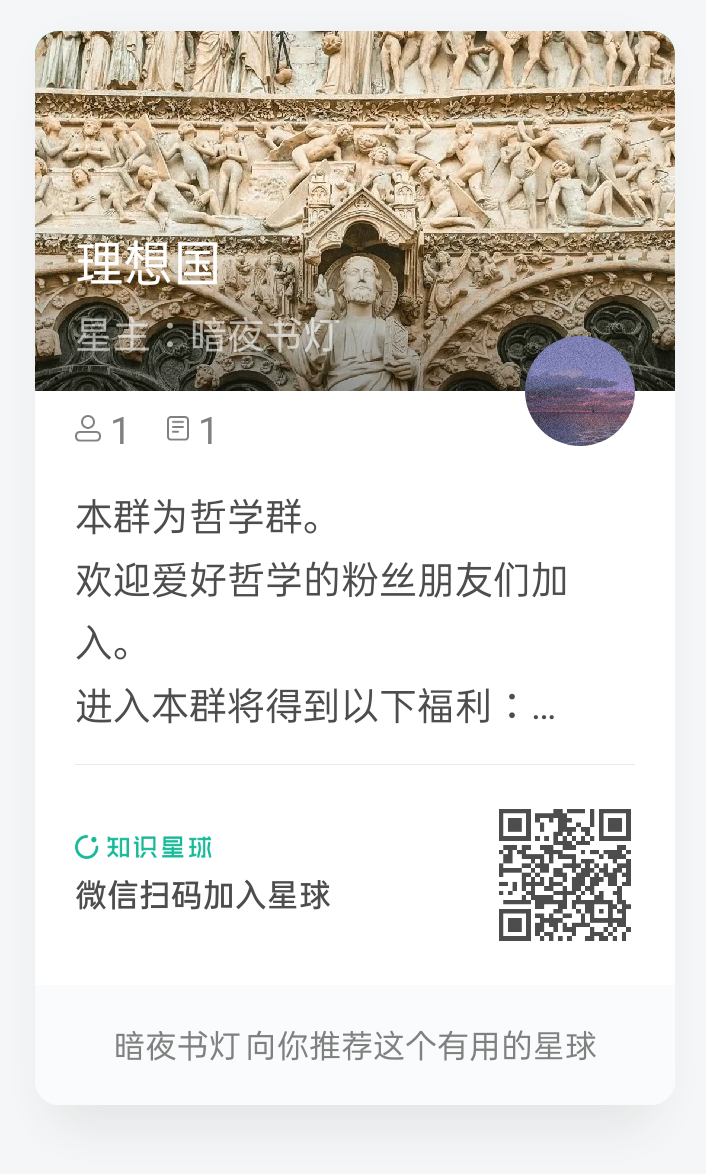 理想国
星主：暗夜书灯
1 1
本群为哲学群。
欢迎爱好哲学的粉丝朋友们加
入。
进入本群将得到以下福利：...
知识星球
微信扫码加入星球
暗夜书灯 向你推荐这个有用的星球